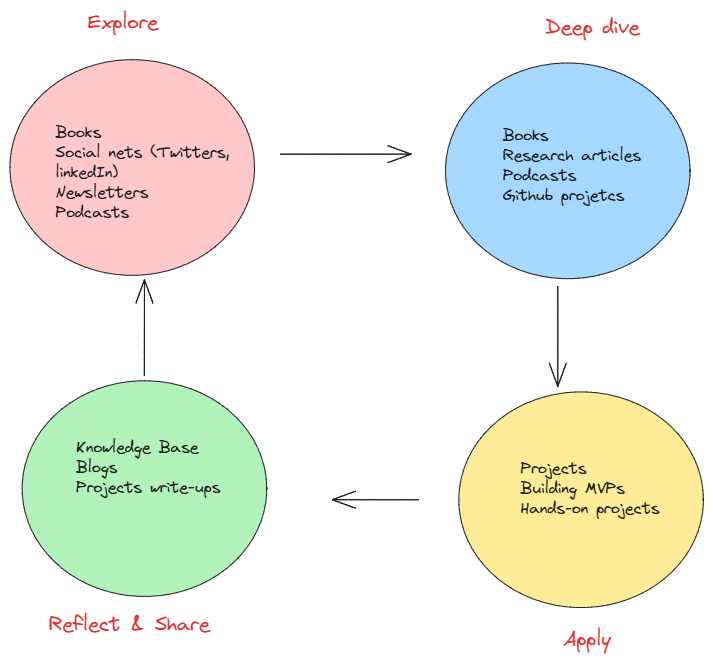 Explore
Books
Social nets (Twitters,
linkedIn)
Newsletters
Podcasts
Deep dive
Books
Research articles
Podcasts
Github projetcs
Projects
Building MVPs
Hands-on projects
Apply
Knowledge Base
Blogs
Projects write-ups
Reflect & Share